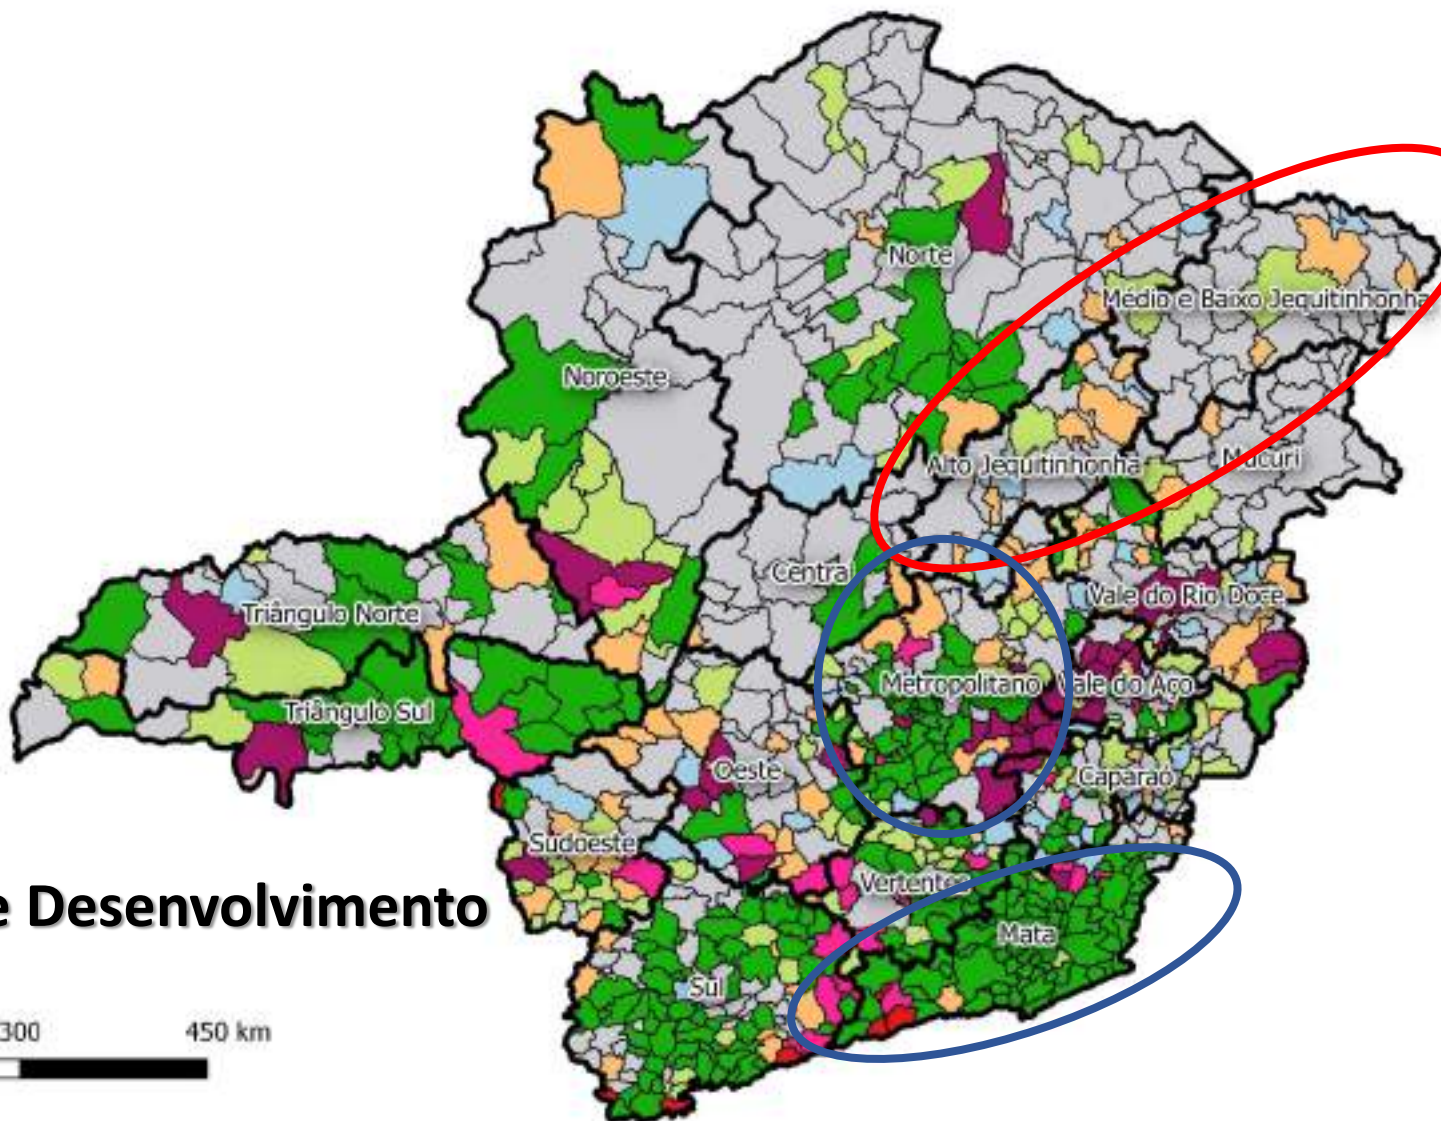 Norte
Médio e Baixo Jequitinhonha
Noroeste
Alto Jequitinhonha
Mucuri
Central
Vale do Rio Doce
Triângulo Norte
Metropolitano
Vale do Aço
Triângulo Sul
Oeste
Caparaó
Sudoeste
Vertentes
e Desenvolvimento
Mata
Sul
300
450 km